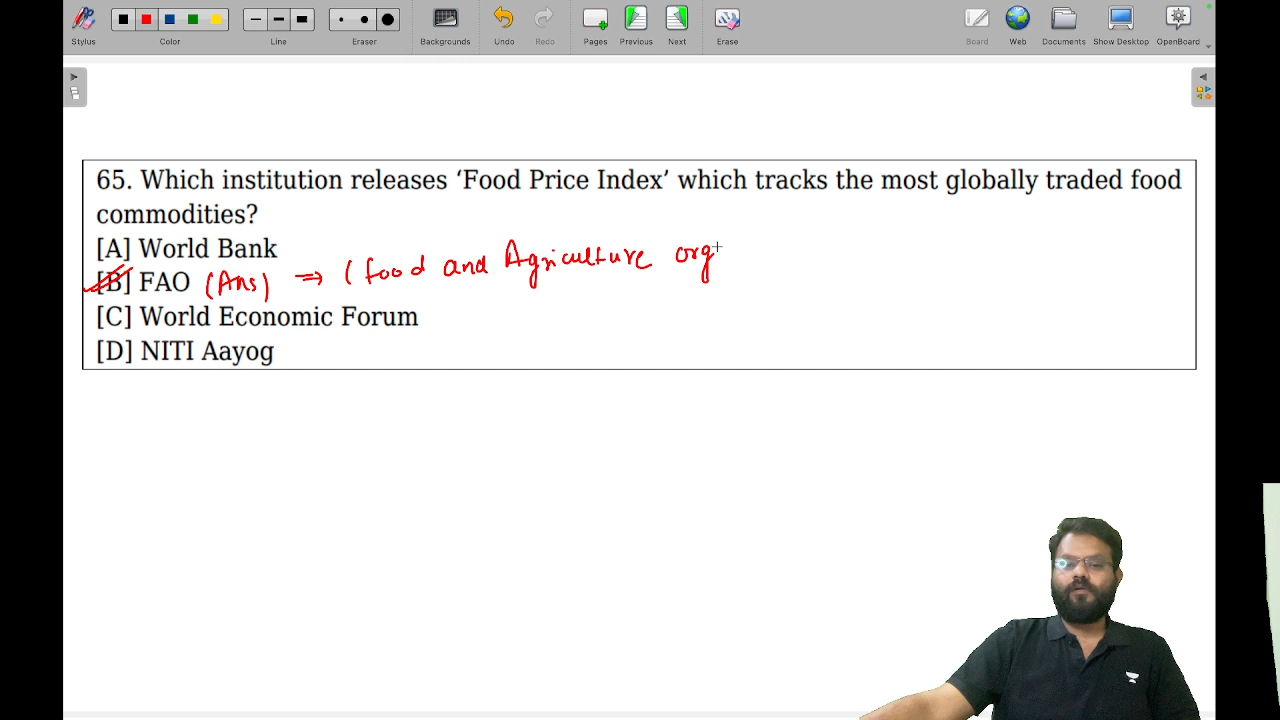 Stylus Color Line Eraser Backgrounds Undo Redo Pages Previous Next Erase Board Web Documents Show Desktop OpenBoard
65. Which institution releases ‘Food Price Index’ which tracks the most globally traded food
commodities?
[A] World Bank
[B] FAO (Ans) ⇒ (food and Agriculture org
[C] World Economic Forum
[D] NITI Aayog